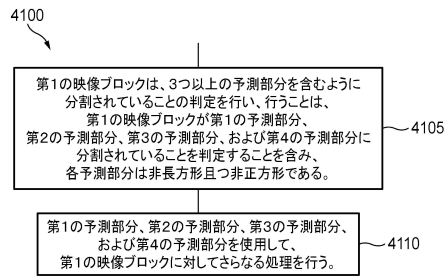 4100
第1の映像ブロックは、3つ以上の予測部分を含むように
分割されていることの判定を行い、行うことは、
第1の映像ブロックが第1の予測部分、
第2の予測部分、第3の予測部分、および第4の予測部分に
分割されていることを判定することを含み、
各予測部分は非長方形且つ非正方形である。
4105
第1の予測部分、第2の予測部分、第3の予測部分、
および第4の予測部分を使用して、
第1の映像ブロックに対してさらなる処理を行う。
4110